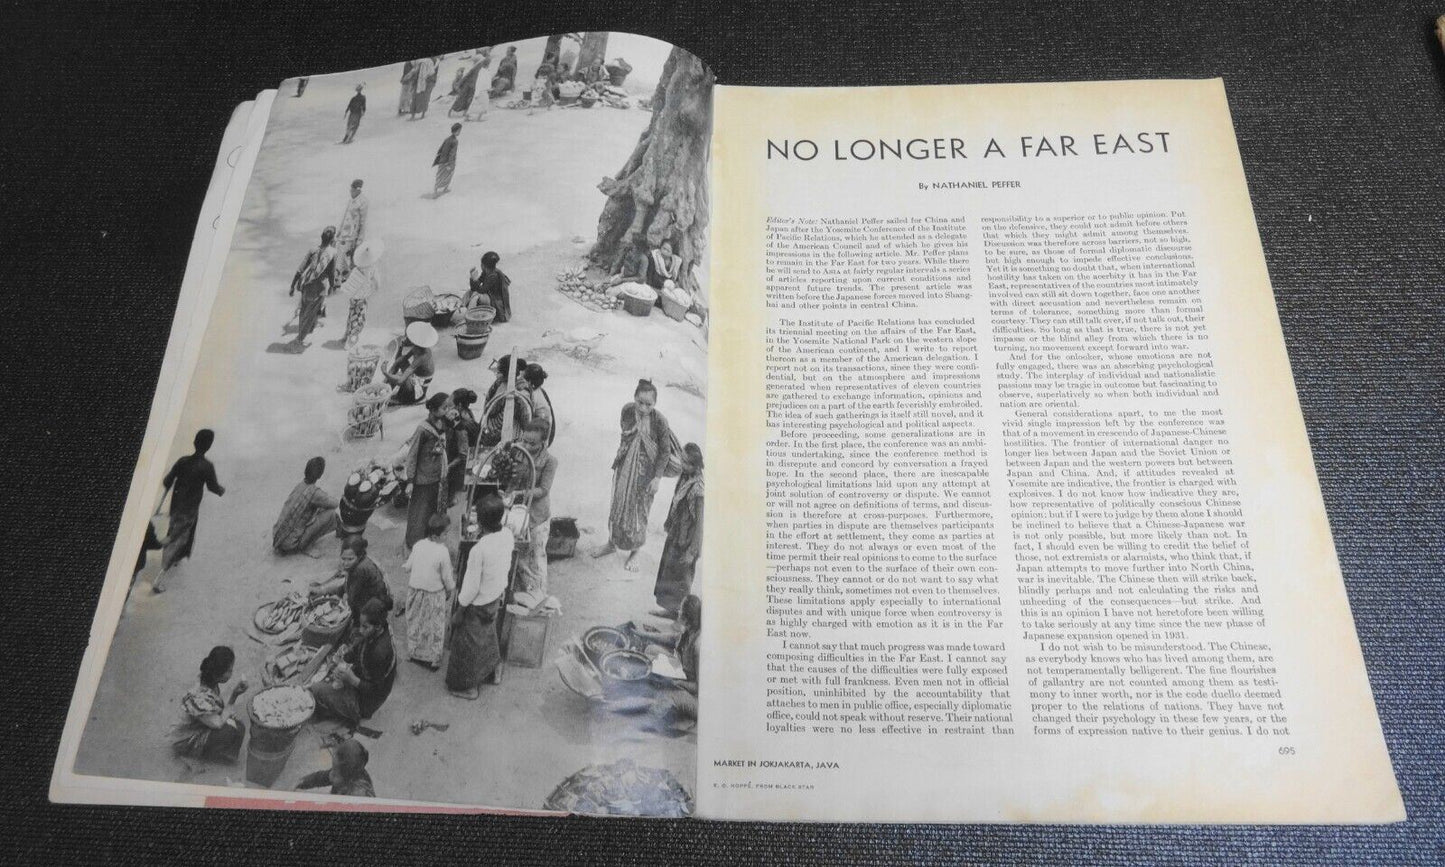 NO LONGER A FAR EAST
By NATHANIEL PEFFER
Editor's Note: Nathaniel Peffer sailed for China and
Japan after the Yosemite Conference of the Institute
of Pacific Relations, which he attended as a delegate
of the American Council and of which he gives his
impressions in the following article. Mr. Peffer plans
to remain in the Far East for two years. While there
he will send to ASIA at fairly regular intervals a series
of articles reporting upon current conditions and
apparent future trends. The present article was
written before the Japanese forces moved into Shang-
hai and other points in central China.
The Institute of Pacific Relations has concluded
its triennial meeting on the affairs of the Far East,
in the Yosemite National Park on the western slope
of the American continent, and I write to report
thereon as a member of the American delegation. I
report not on its transactions, since they were confi-
dential, but on the atmosphere and impressions
generated when representatives of eleven countries
are gathered to exchange information, opinions and
prejudices on a part of the earth feverishly embroiled.
The idea of such gatherings is itself still novel, and it
has interesting psychological and political aspects.
Before proceeding, some generalizations are in
order. In the first place, the conference was an ambi-
tious undertaking, since the conference method is
in disrepute and concord by conversation a frayed
hope. In the second place, there are inescapable
psychological limitations laid upon any attempt at
joint solution of controversy or dispute. We cannot
or will not agree on definitions of terms, and discus-
sion is therefore at cross-purposes. Furthermore,
when parties in dispute are themselves participants
in the effort at settlement, they come as parties at
interest. They do not always or even most of the
time permit their real opinions to come to the surface
—perhaps not even to the surface of their own con-
sciousness. They cannot or do not want to say what
they really think, sometimes not even to themselves.
These limitations apply especially to international
disputes and with unique force when controversy is
as highly charged with emotion as it is in the Far
East now.
I cannot say that much progress was made toward
composing difficulties in the Far East. I cannot say
that the causes of the difficulties were fully exposed
or met with full frankness. Even men not in official
position, uninhibited by the accountability that
attaches to men in public office, especially diplomatic
office, could not speak without reserve. Their national
loyalties were no less effective in restraint than
responsibility to a superior or to public opinion. Put
on the defensive, they could not admit before others
that which they might admit among themselves.
Discussion was therefore across barriers, not so high,
to be sure, as those of formal diplomatic discourse
but high enough to impede effective conclusions.
Yet it is something no doubt that, when international
hostility has taken on the acerbity it has in the Far
East, representatives of the countries most intimately
involved can still sit down together, face one another
with direct accusation and nevertheless remain on
terms of tolerance, something more than formal
courtesy. They can still talk over, if not talk out, their
difficulties. So long as that is true, there is not yet
impasse or the blind alley from which there is no
turning, no movement except forward into war.
And for the onlooker, whose emotions are not
fully engaged, there was an absorbing psychological
study. The interplay of individual and nationalistic
passions may be tragic in outcome but fascinating to
observe, superlatively so when both individual and
nation are oriental.
General considerations apart, to me the most
vivid single impression left by the conference was
that of a movement in crescendo of Japanese-Chinese
hostilities. The frontier of international danger no
longer lies between Japan and the Soviet Union or
between Japan and the western powers but between
Japan and China. And, if attitudes revealed at
Yosemite are indicative, the frontier is charged with
explosives. I do not know how indicative they are,
how representative of politically conscious Chinese
opinion; but if I were to judge by them alone I should
be inclined to believe that a Chinese-Japanese war
is not only possible, but more likely than not. In
fact, I should even be willing to credit the belief of
those, not extremists or alarmists, who think that, if
Japan attempts to move further into North China,
war is inevitable. The Chinese then will strike back,
blindly perhaps and not calculating the risks and
unheeding of the consequences—but strike. And
this is an opinion I have not heretofore been willing
to take seriously at any time since the new phase of
Japanese expansion opened in 1931.
I do not wish to be misunderstood. The Chinese,
as everybody knows who has lived among them, are
not temperamentally belligerent. The fine flourishes
of gallantry are not counted among them as testi-
mony to inner worth, nor is the code duello deemed
proper to the relations of nations. They have not
changed their psychology in these few years, or the
forms of expression native to their genius. I do not
695
MARKET IN JOKJAKARTA, JAVA
E. O. HOPPÉ, FROM BLACK STAR